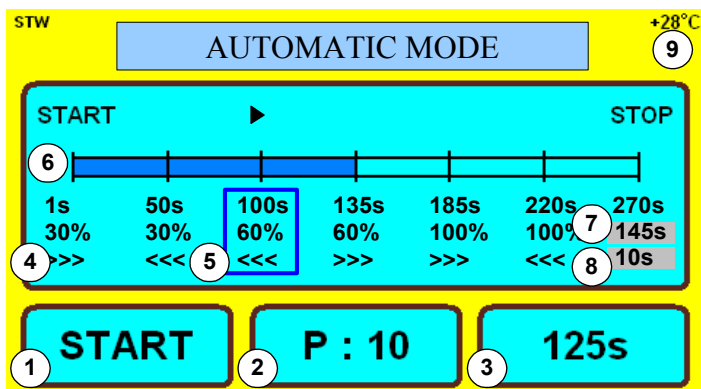 STW
+28°C
AUTOMATIC MODE
9
START STOP
6
1s 50s 100s 135s 185s 220s 270s
30% 30% 60% 60% 100% 100% 145s
7
>>> <<< <<< >>> >>> <<< 10s
4 5 8
START P : 10 125s
1 2 3